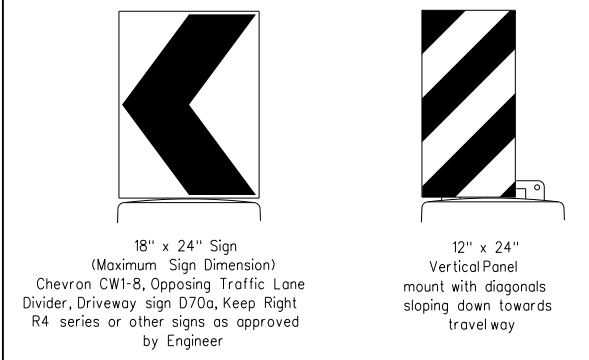 18" x 24" Sign
(Maximum Sign Dimension)
Chevron CW1-8, Opposing Traffic Lane
Divider, Driveway sign D70a, Keep Right
R4 series or other signs as approved
by Engineer
12" x 24"
Vertical Panel
mount with diagonals
sloping down towards
travel way